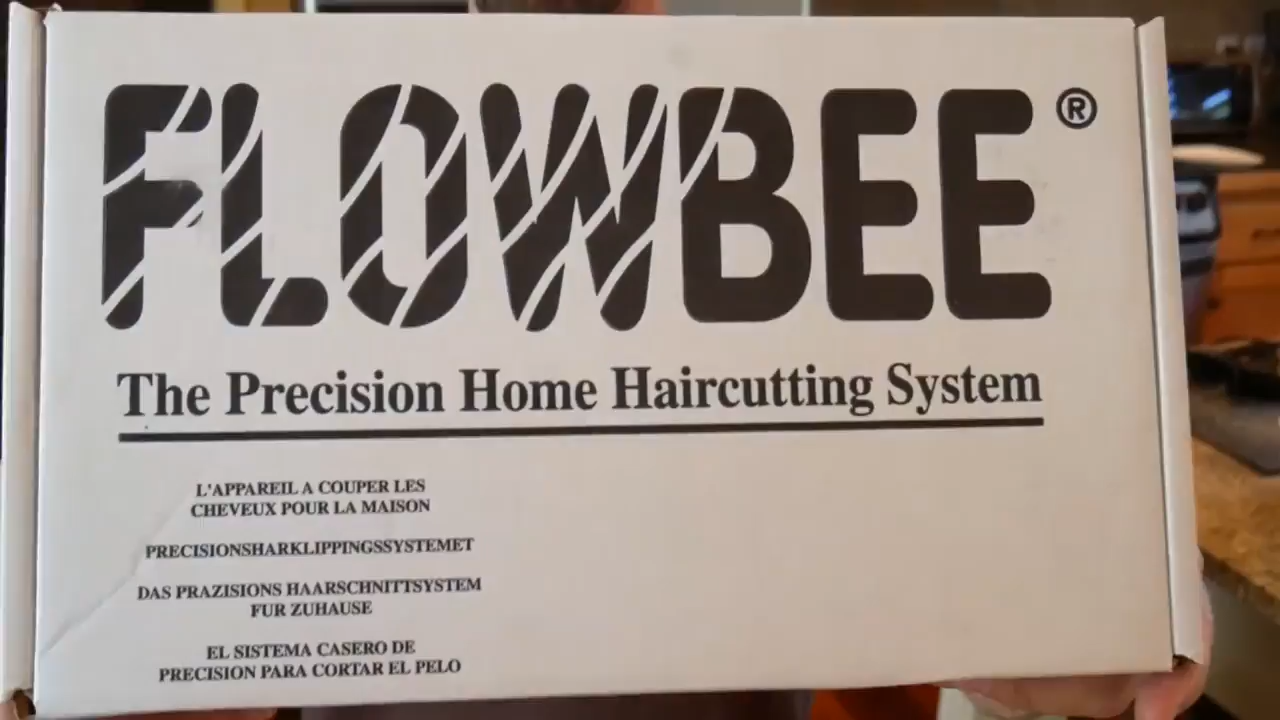 FLOWBEE®
The Precision Home Haircutting System
L'APPAREIL A COUPER LES
CHEVEUX POUR LA MAISON
PRECISIONSHARKLIPPINGSSYSTEMET
DAS PRAZISIONS HAARSCHNITTSYSTEM
FUR ZUHAUSE
EL SISTEMA CASERO DE
PRECISION PARA CORTAR EL PELO